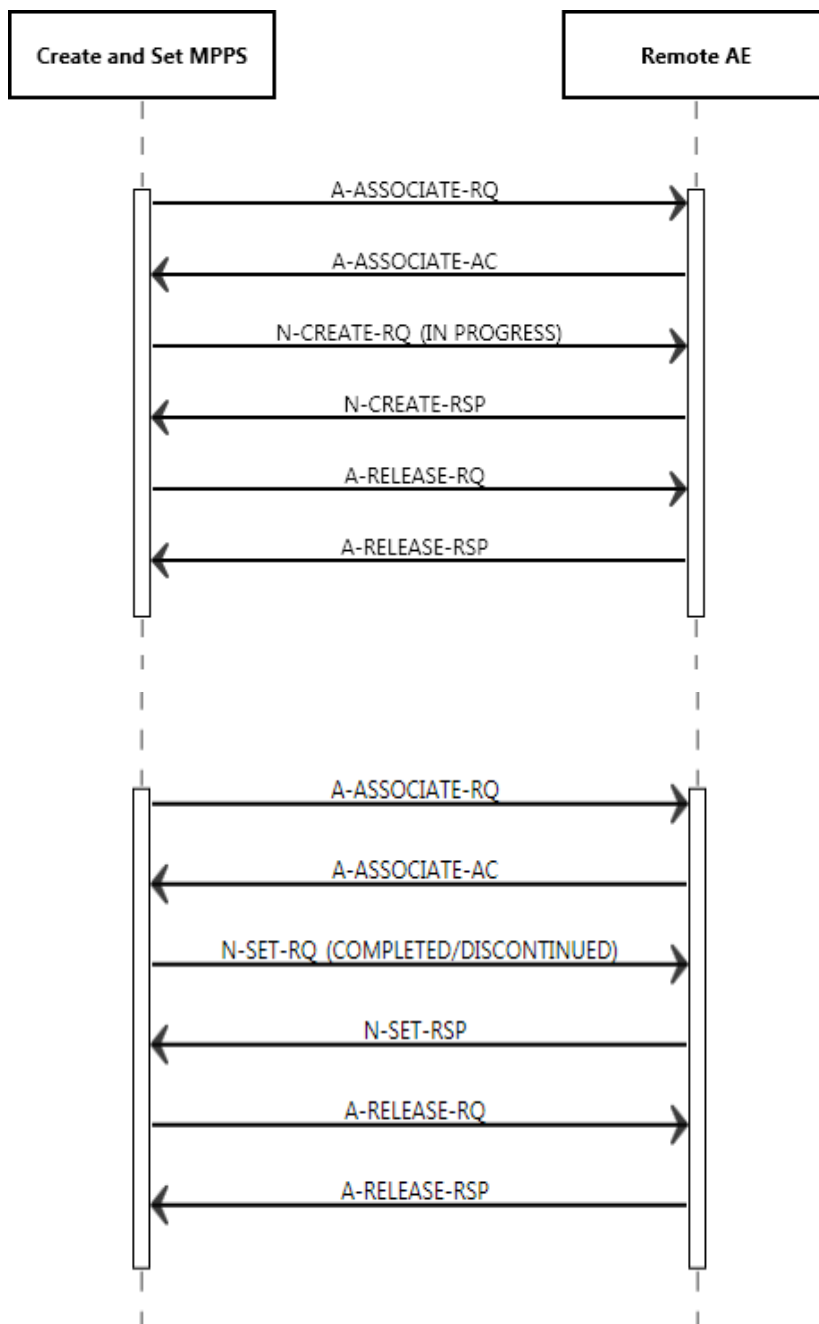 Create and Set MPPS
Remote AE
A-ASSOCIATE-RQ
A-ASSOCIATE-AC
N-CREATE-RQ (IN PROGRESS)
N-CREATE-RSP
A-RELEASE-RQ
A-RELEASE-RSP
A-ASSOCIATE-RQ
A-ASSOCIATE-AC
N-SET-RQ (COMPLETED/DISCONTINUED)
N-SET-RSP
A-RELEASE-RQ
A-RELEASE-RSP